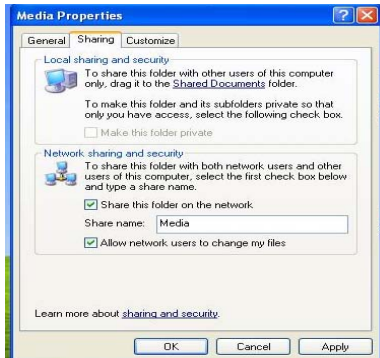 Media Properties
General Sharing Customize
Local sharing and security
To share this folder with other users of this computer
only, drag it to the Shared Documents folder.
To make this folder and its subfolders private so that
only you have access, select the following check box.
Make this folder private
Network sharing and security
To share this folder with both network users and other
users of this computer, select the first check box below
and type a share name.
Share this folder on the network
Share name: Media
Allow network users to change my files
Learn more about sharing and security.
OK Cancel Apply